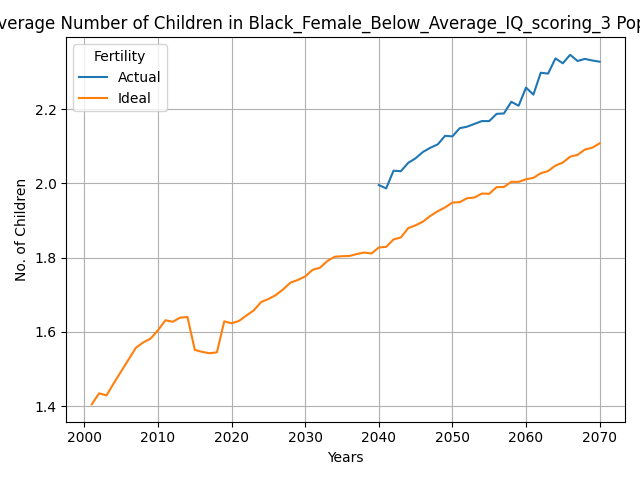 verage Number of Children in Black_Female_Below_Average_IQ_scoring_3 Pop
Fertility
Actual
Ideal
No. of Children
2.2
2.0
1.8
1.6
1.4
2000 2010 2020 2030 2040 2050 2060 2070
Years